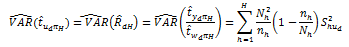 $\widehat{VAR}(\hat{t}_{u_d\pi_H}) = \widehat{VAR}(\hat{R}_{dH}) = \widehat{VAR}\left(\frac{\hat{t}_{y_d\pi_H}}{\hat{t}_{w_d\pi_H}}\right) = \sum_{h=1}^{H} \frac{N_h^2}{n_h}\left(1 - \frac{n_h}{N_h}\right) S_{hu_d}$